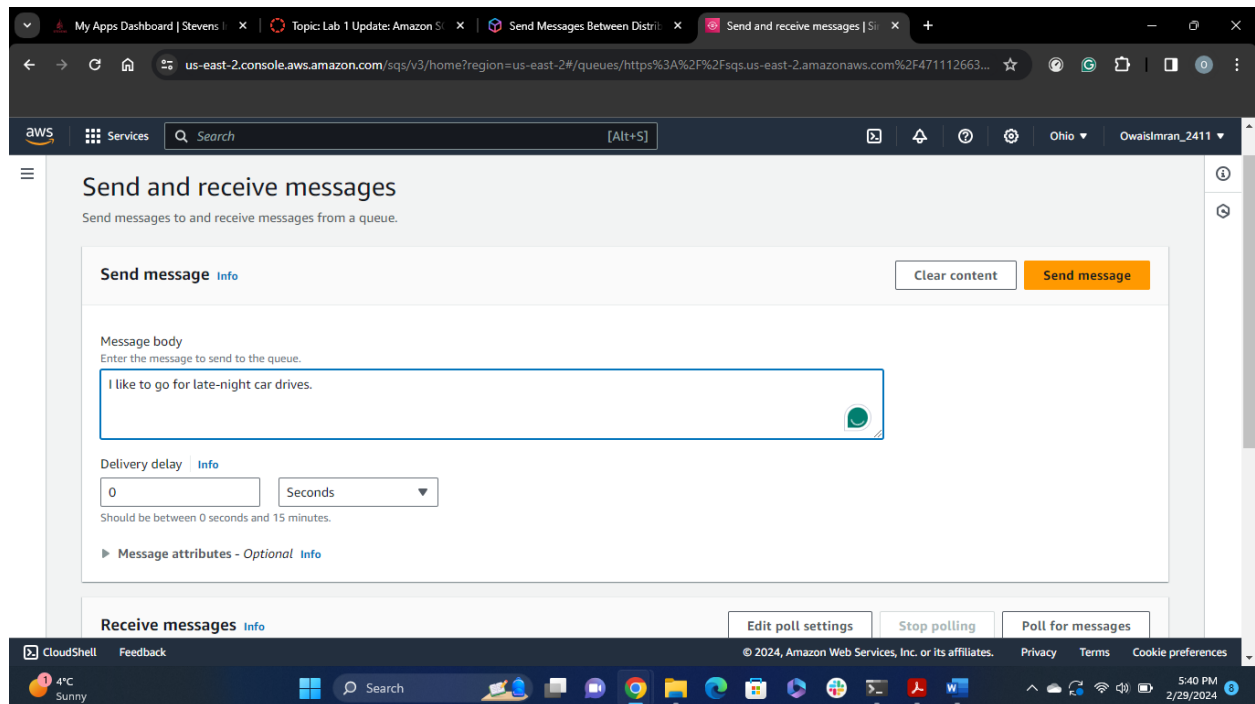 My Apps Dashboard | Stevens I
Topic: Lab 1 Update: Amazon S
Send Messages Between Distrib
Send and receive messages | Si
us-east-2.console.aws.amazon.com/sqs/v3/home?region=us-east-2#/queues/https%3A%2F%2Fsqs.us-east-2.amazonaws.com%2F471112663...
aws
Services
Search
[Alt+S]
Ohio
OwaisImran_2411
Send and receive messages
Send messages to and receive messages from a queue.
Send message Info
Clear content
Send message
Message body
Enter the message to send to the queue.
I like to go for late-night car drives.
Delivery delay Info
0
Seconds
Should be between 0 seconds and 15 minutes.
Message attributes - Optional Info
Receive messages Info
Edit poll settings
Stop polling
Poll for messages
CloudShell
Feedback
© 2024, Amazon Web Services, Inc. or its affiliates.
Privacy
Terms
Cookie preferences
1
4°C
Sunny
Search
5:40 PM
2/29/2024
8